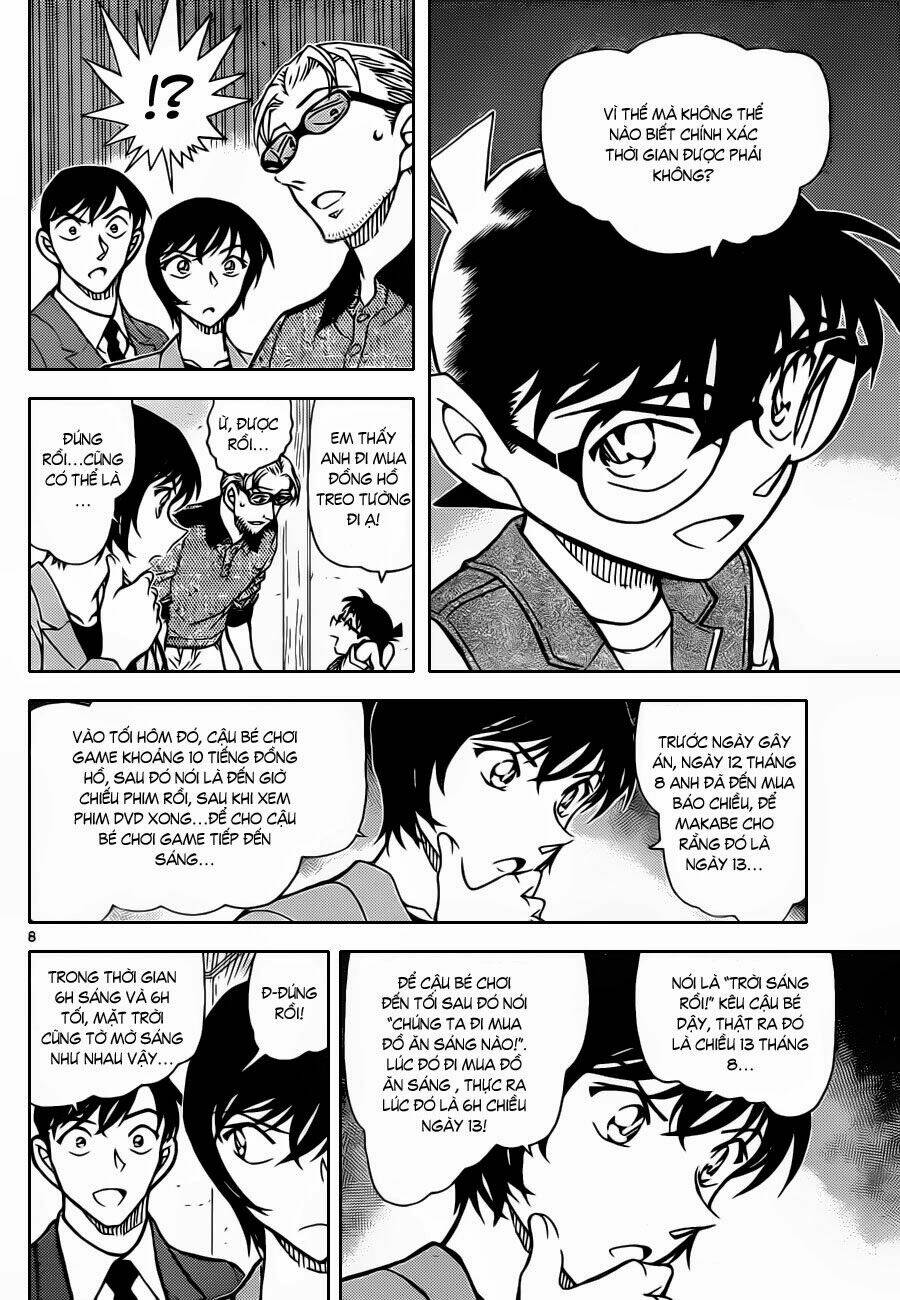 VÌ THẾ MÀ KHÔNG THỂ
NÀO BIẾT CHÍNH XÁC
THỜI GIAN ĐƯỢC PHẢI
KHÔNG?
!?
EM THẤY
ANH ĐI MUA
ĐỒNG HỒ
TREO TƯỜNG
ĐI Ạ!
Ừ, ĐƯỢC
RỒI...
ĐÚNG
RỒI...CŨNG
CÓ THỂ LÀ
...
TRƯỚC NGÀY GÂY
ÁN, NGÀY 12 THÁNG
8 ANH ĐÃ ĐẾN MUA
BÁO CHIỀU, ĐỂ
MAKABE CHO
RẰNG ĐÓ LÀ
NGÀY 13...
VÀO TỐI HÔM ĐÓ, CẬU BÉ CHƠI
GAME KHOẢNG 10 TIẾNG ĐỒNG
HỒ, SAU ĐÓ NÓI LÀ ĐẾN GIỜ
CHIẾU PHIM RỒI, SAU KHI XEM
PHIM DVD XONG...ĐỂ CHO CẬU
BÉ CHƠI GAME TIẾP ĐẾN
SÁNG...
NÓI LÀ "TRỜI SÁNG
RỒI!" KÊU CẬU BÉ
DẬY, THẬT RA ĐÓ
LÀ CHIỀU 13 THÁNG
8...
ĐỂ CẬU BÉ CHƠI
ĐẾN TỐI SAU ĐÓ NÓI
"CHÚNG TA ĐI MUA
ĐỒ ĂN SÁNG NÀO!".
LÚC ĐÓ ĐI MUA ĐỒ
ĂN SÁNG , THỰC RA
LÚC ĐÓ LÀ 6H CHIỀU
NGÀY 13!
Đ-ĐÚNG
RỒI!
TRONG THỜI GIAN
6H SÁNG VÀ 6H
TỐI, MẶT TRỜI
CŨNG TỜ MỜ SÁNG
NHƯ NHAU VẬY...
8